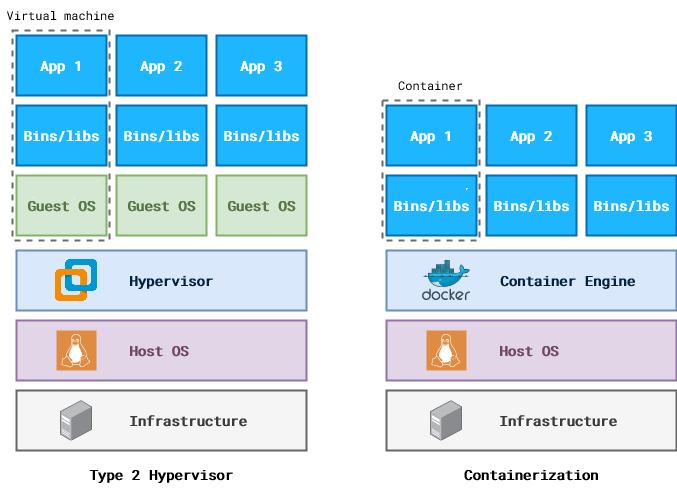 Virtual machine
App 1
App 2
App 3
Bins/libs
Bins/libs
Bins/libs
Guest OS
Guest OS
Guest OS
Hypervisor
Host OS
Infrastructure
Type 2 Hypervisor
Container
App 1
App 2
App 3
Bins/libs
Bins/libs
Bins/libs
docker
Container Engine
Host OS
Infrastructure
Containerization